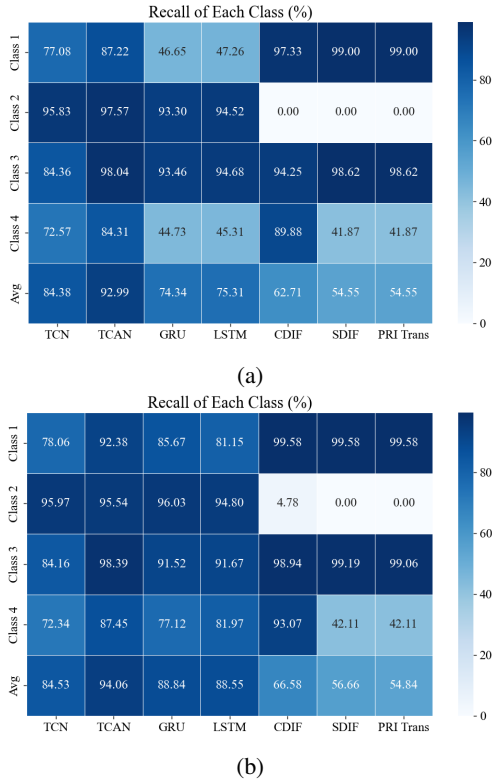 Recall of Each Class (%)
Class 1 77.08 87.22 46.65 47.26 97.33 99.00 99.00
80
Class 2 95.83 97.57 93.30 94.52 0.00 0.00 0.00
60
Class 3 84.36 98.04 93.46 94.68 94.25 98.62 98.62
40
Class 4 72.57 84.31 44.73 45.31 89.88 41.87 41.87
20
Avg 84.38 92.99 74.34 75.31 62.71 54.55 54.55
0
TCN TCAN GRU LSTM CDIF SDIF PRI Trans
(a)
Recall of Each Class (%)
Class 1 78.06 92.38 85.67 81.15 99.58 99.58 99.58
80
Class 2 95.97 95.54 96.03 94.80 4.78 0.00 0.00
60
Class 3 84.16 98.39 91.52 91.67 98.94 99.19 99.06
40
Class 4 72.34 87.45 77.12 81.97 93.07 42.11 42.11
20
Avg 84.53 94.06 88.84 88.55 66.58 56.66 54.84
0
TCN TCAN GRU LSTM CDIF SDIF PRI Trans
(b)